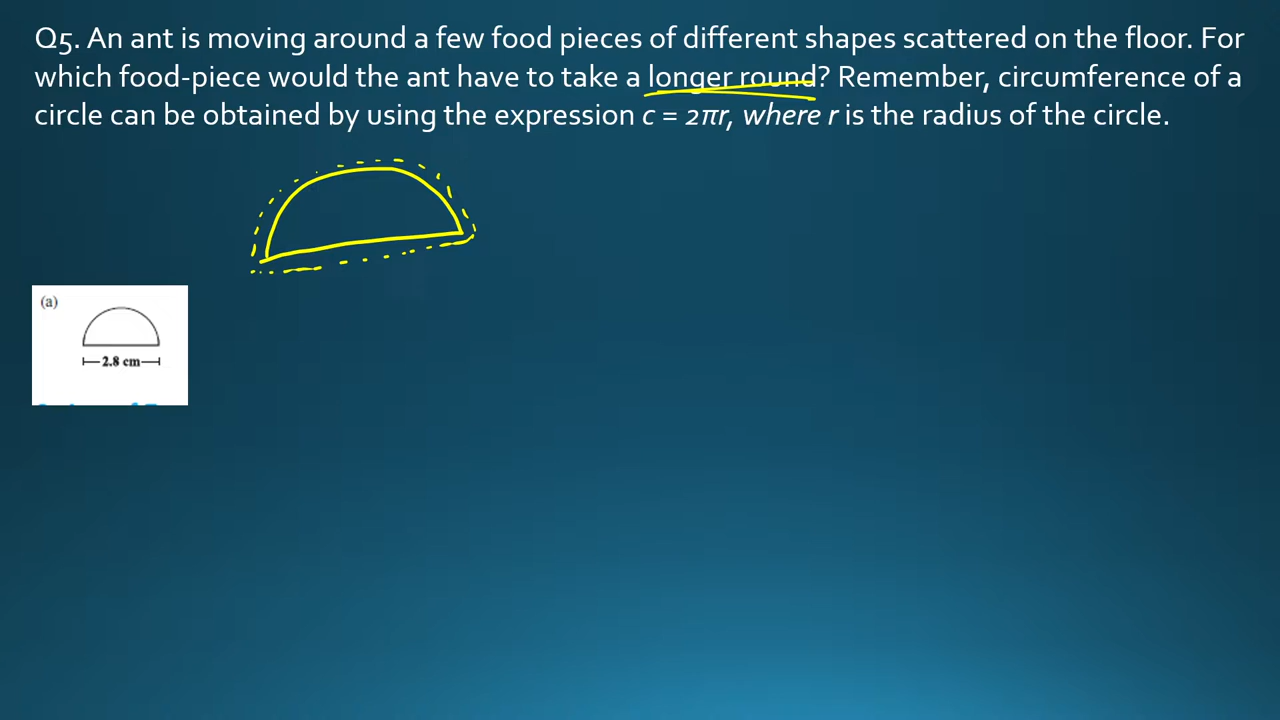 Q5. An ant is moving around a few food pieces of different shapes scattered on the floor. For
which food-piece would the ant have to take a longer round? Remember, circumference of a
circle can be obtained by using the expression c = 2πr, where r is the radius of the circle.
(a)
2.8 cm